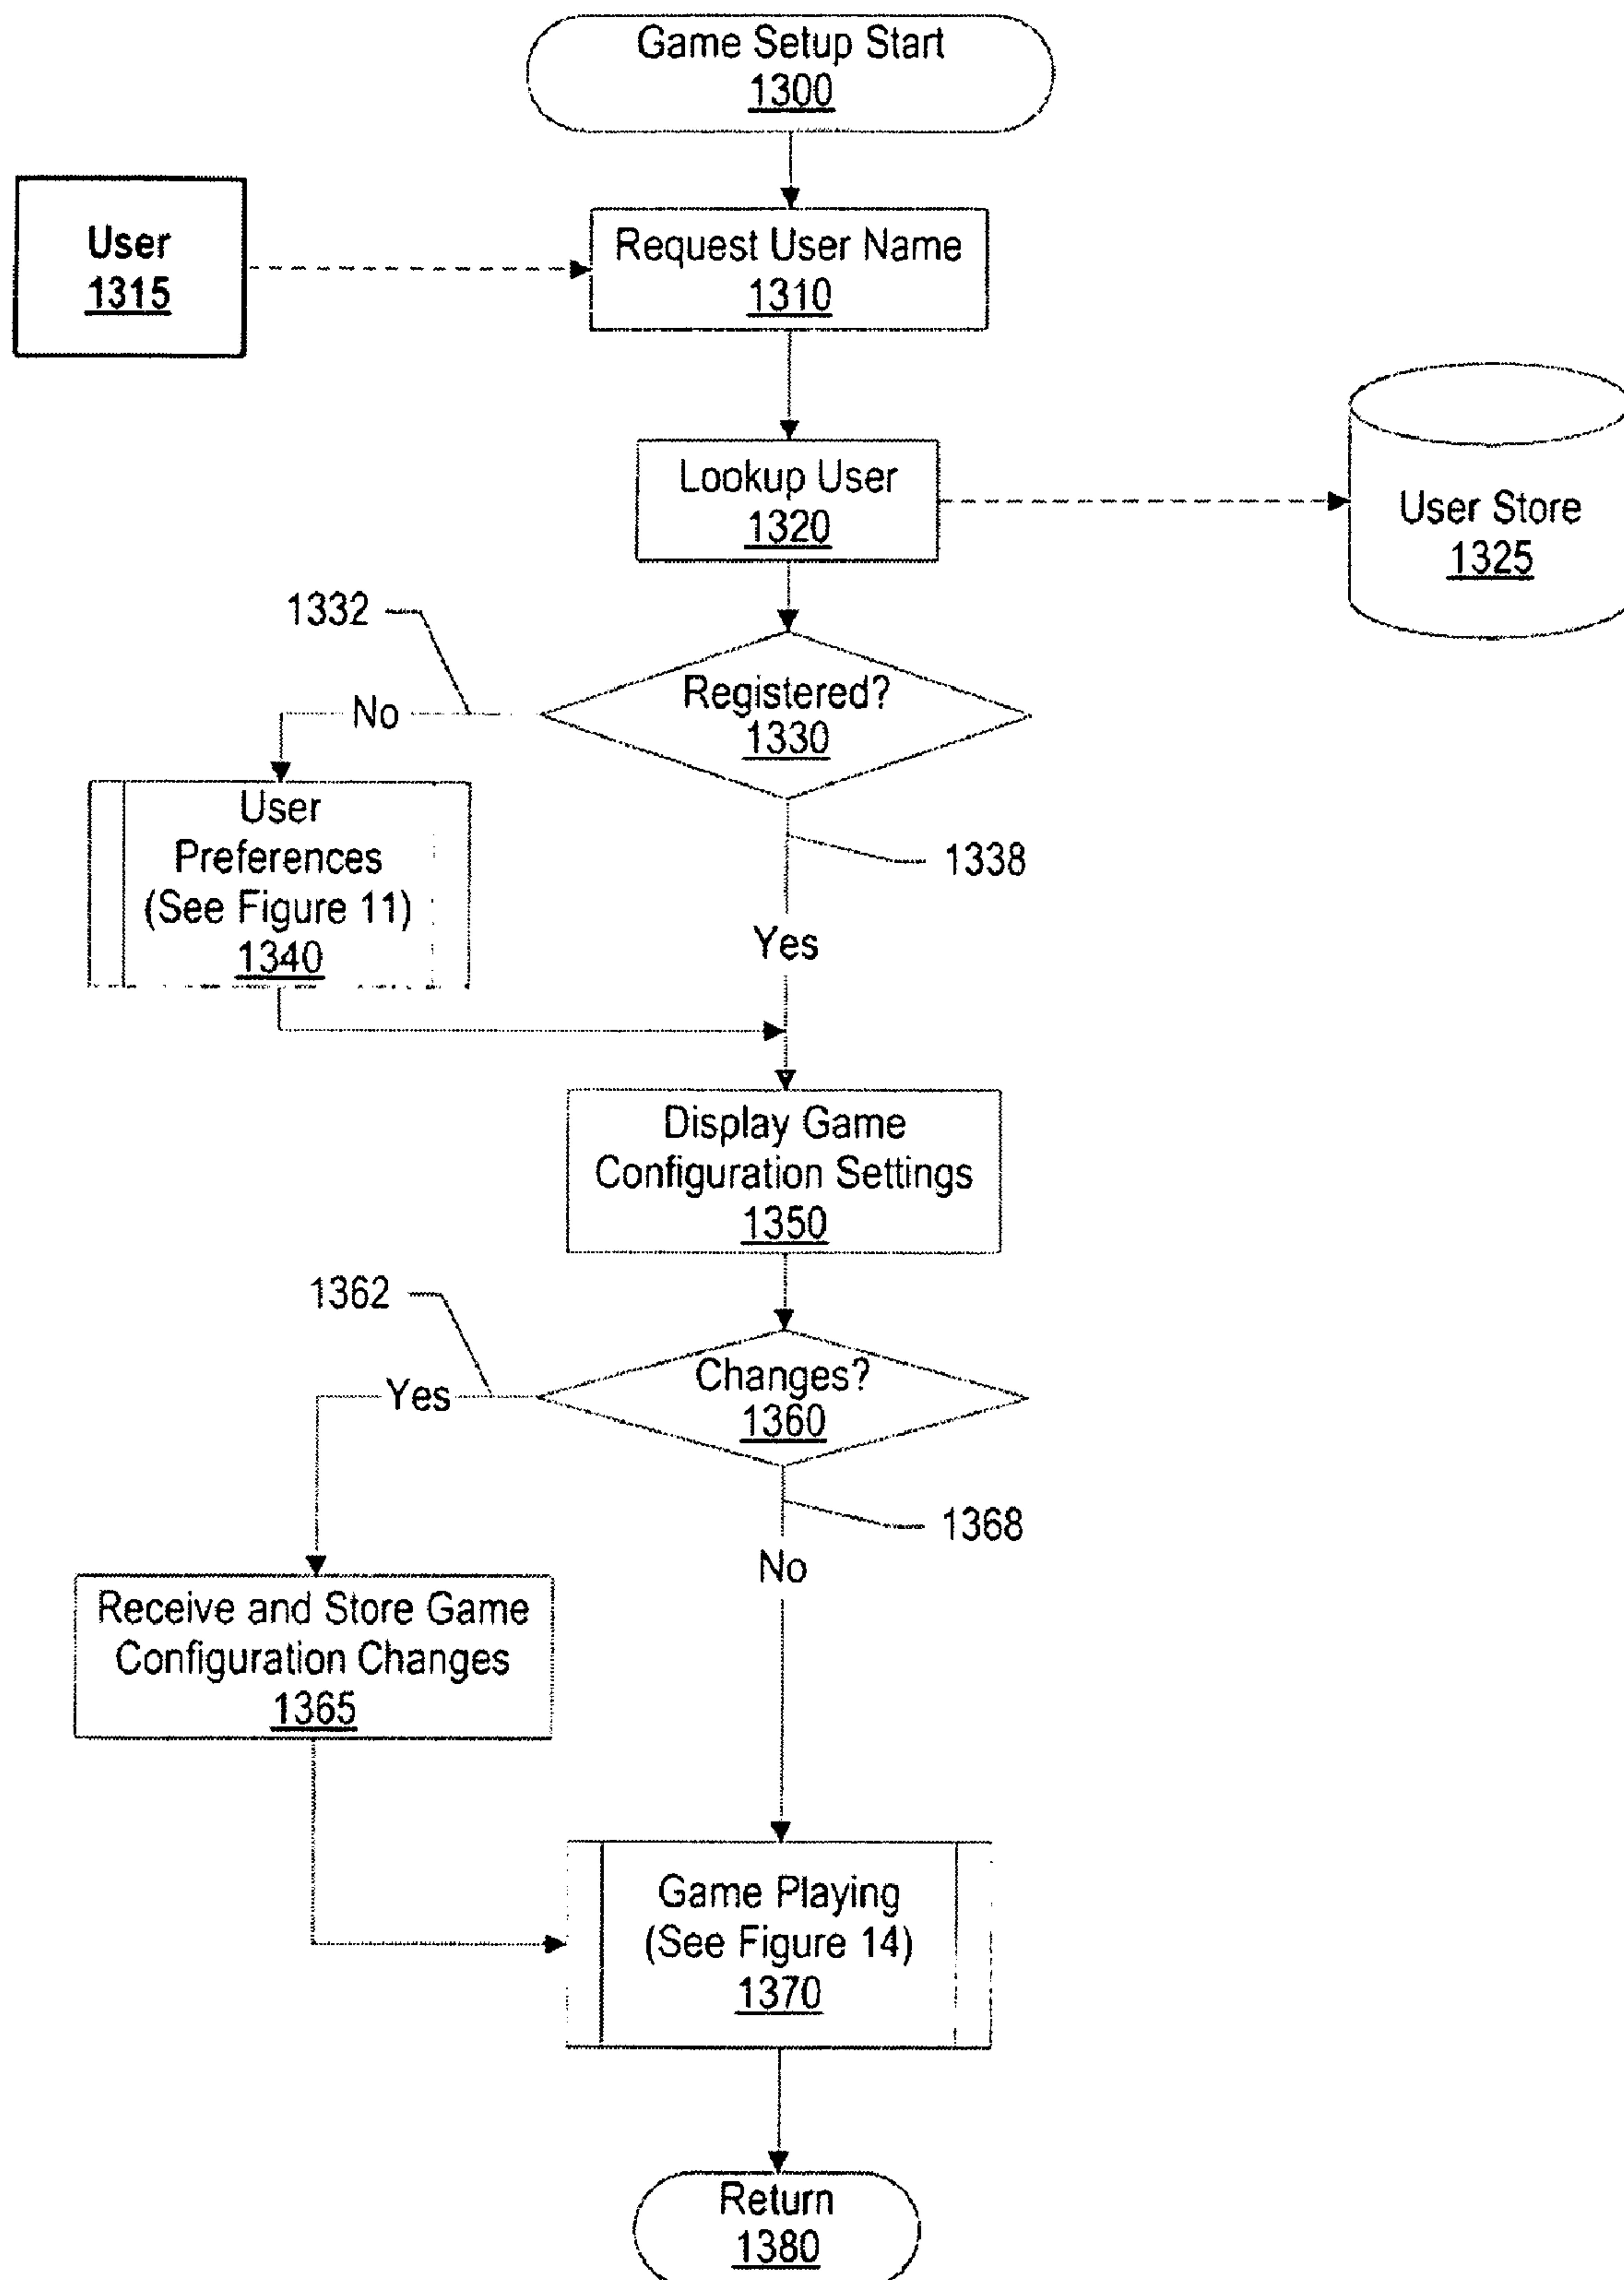 Game Setup Start
1300
User
1315
Request User Name
1310
Lookup User
1320
User Store
1325
1332
Registered?
1330
No
1338
User
Preferences
(See Figure 11)
1340
Yes
Display Game
Configuration Settings
1350
1362
Changes?
1360
Yes
1368
No
Receive and Store Game
Configuration Changes
1365
Game Playing
(See Figure 14)
1370
Return
1380